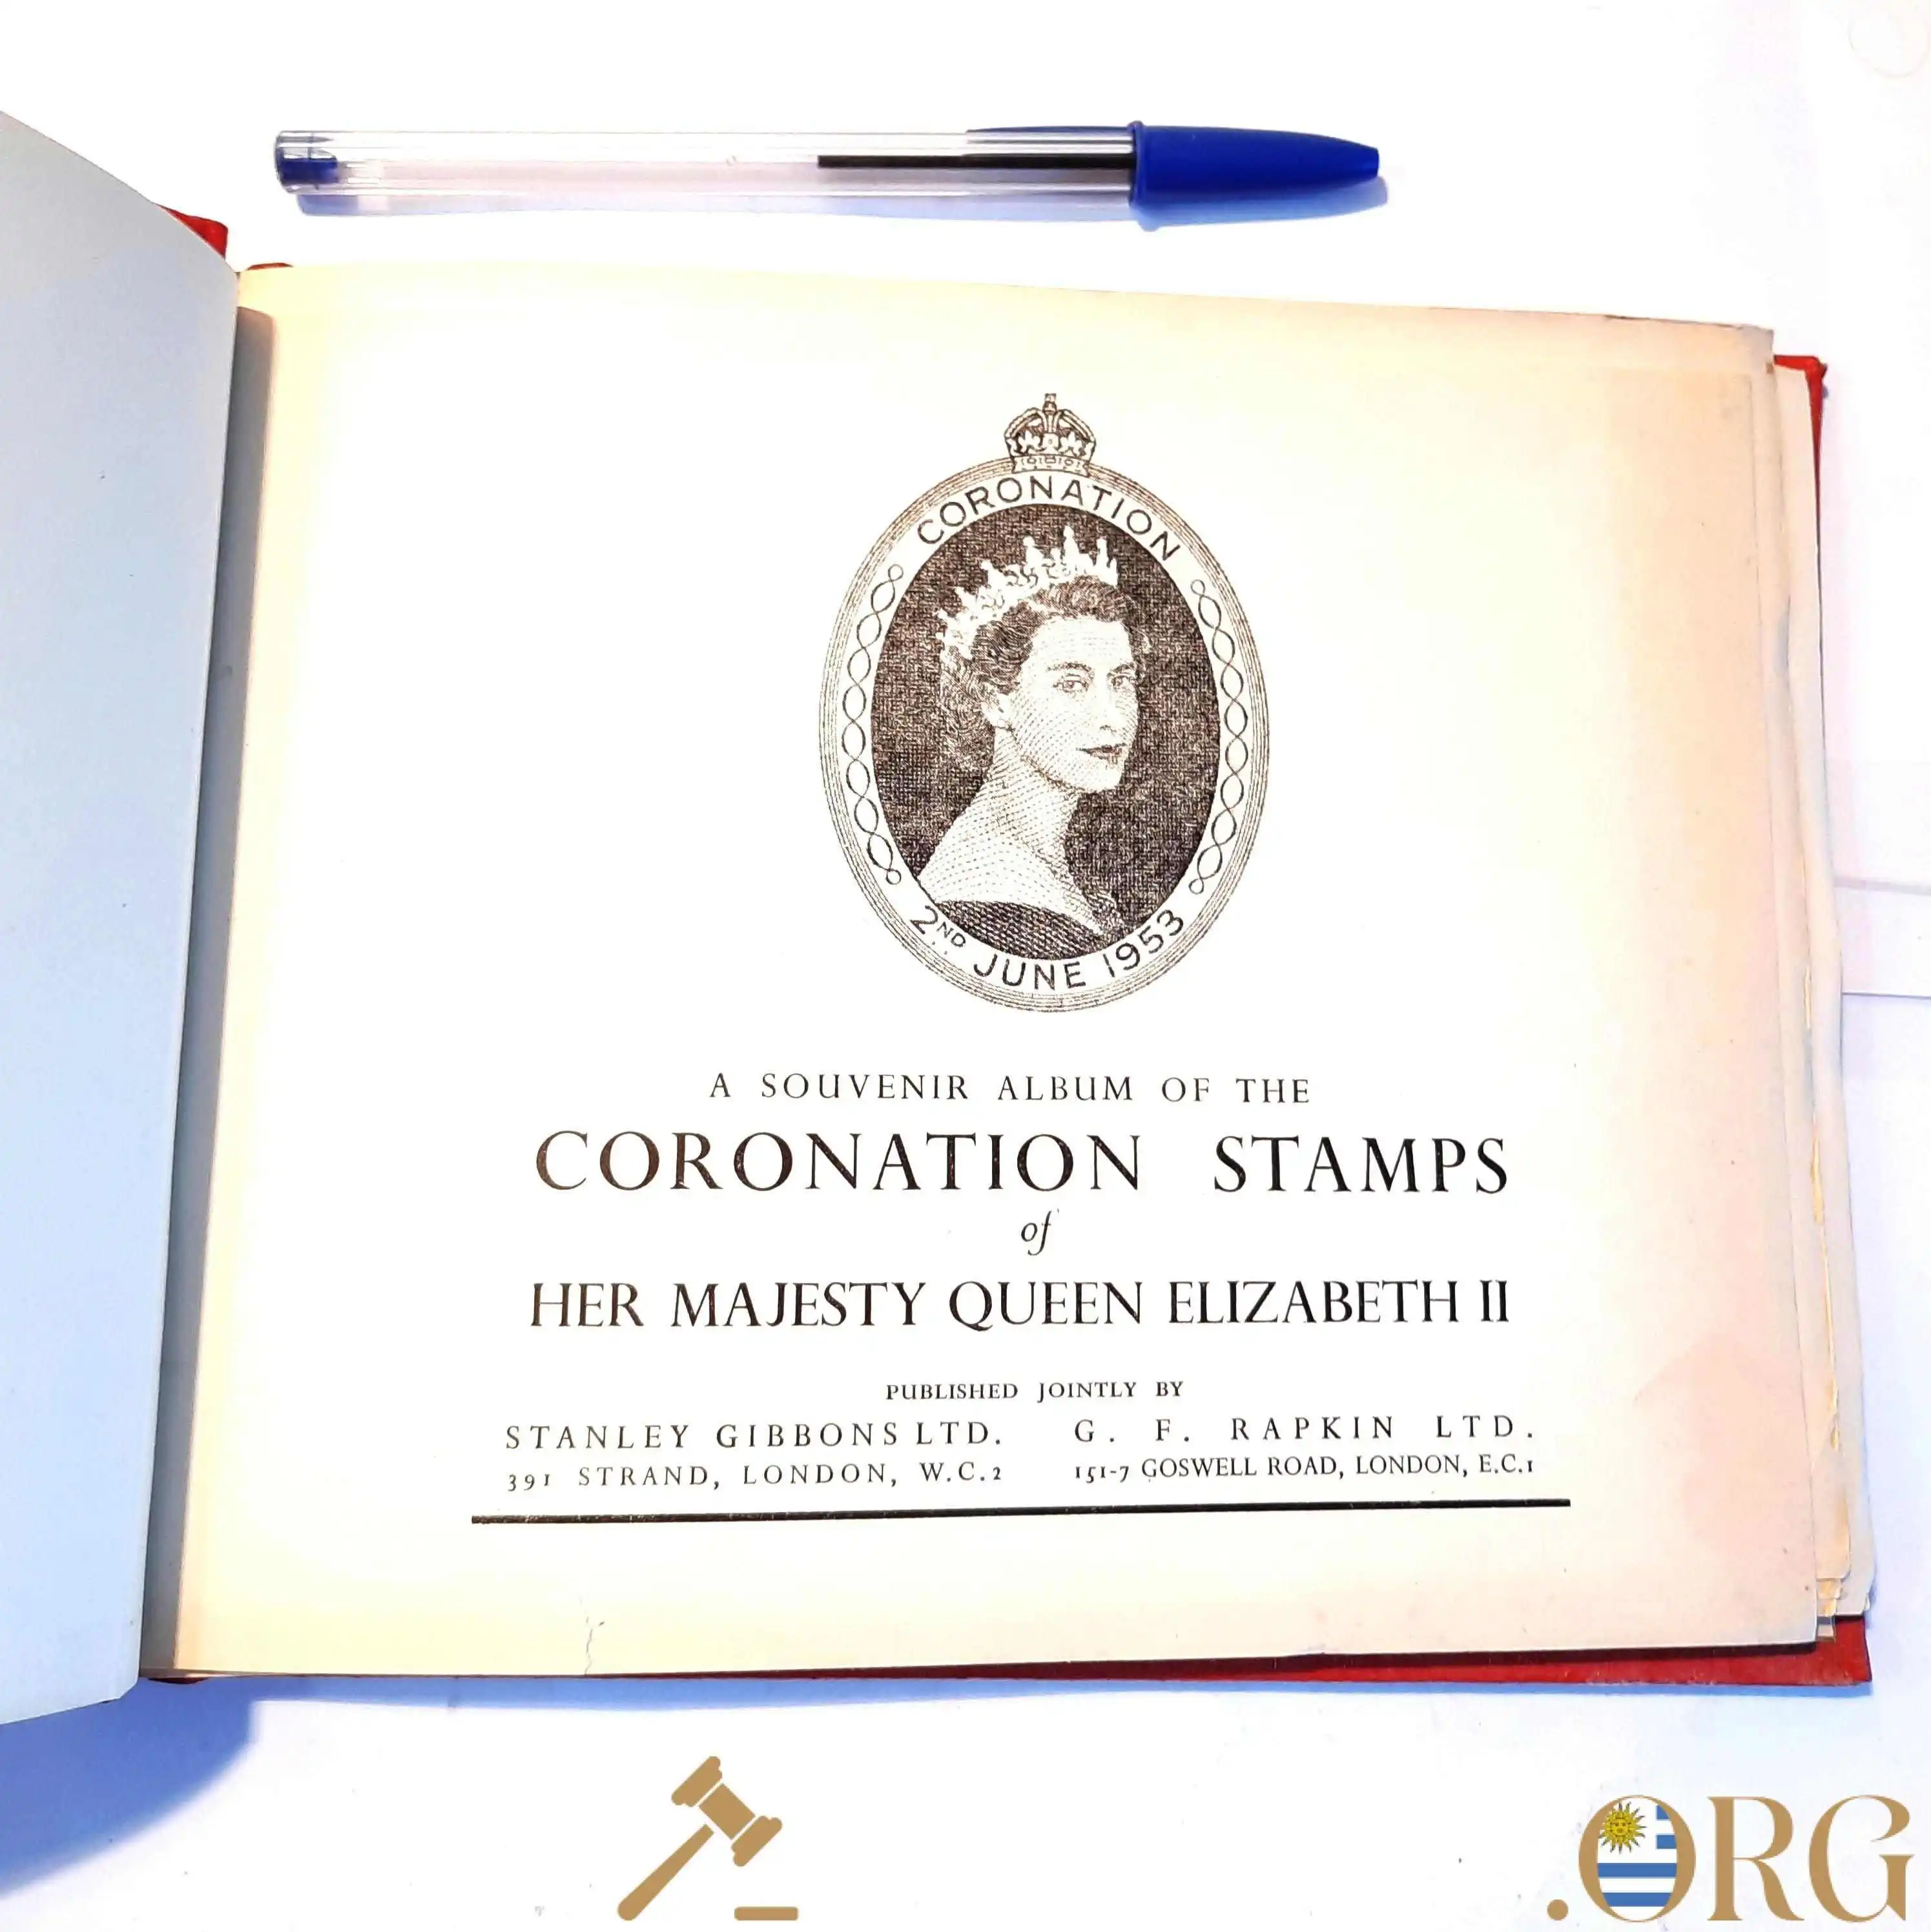 CORONATION
2ND JUNE 1953
A SOUVENIR ALBUM OF THE
CORONATION STAMPS
of
HER MAJESTY QUEEN ELIZABETH II
PUBLISHED JOINTLY BY
STANLEY GIBBONS LTD. G. F. RAPKIN LTD.
391 STRAND, LONDON, W.C.2 151-7 GOSWELL ROAD, LONDON, E.C.1
.ORG